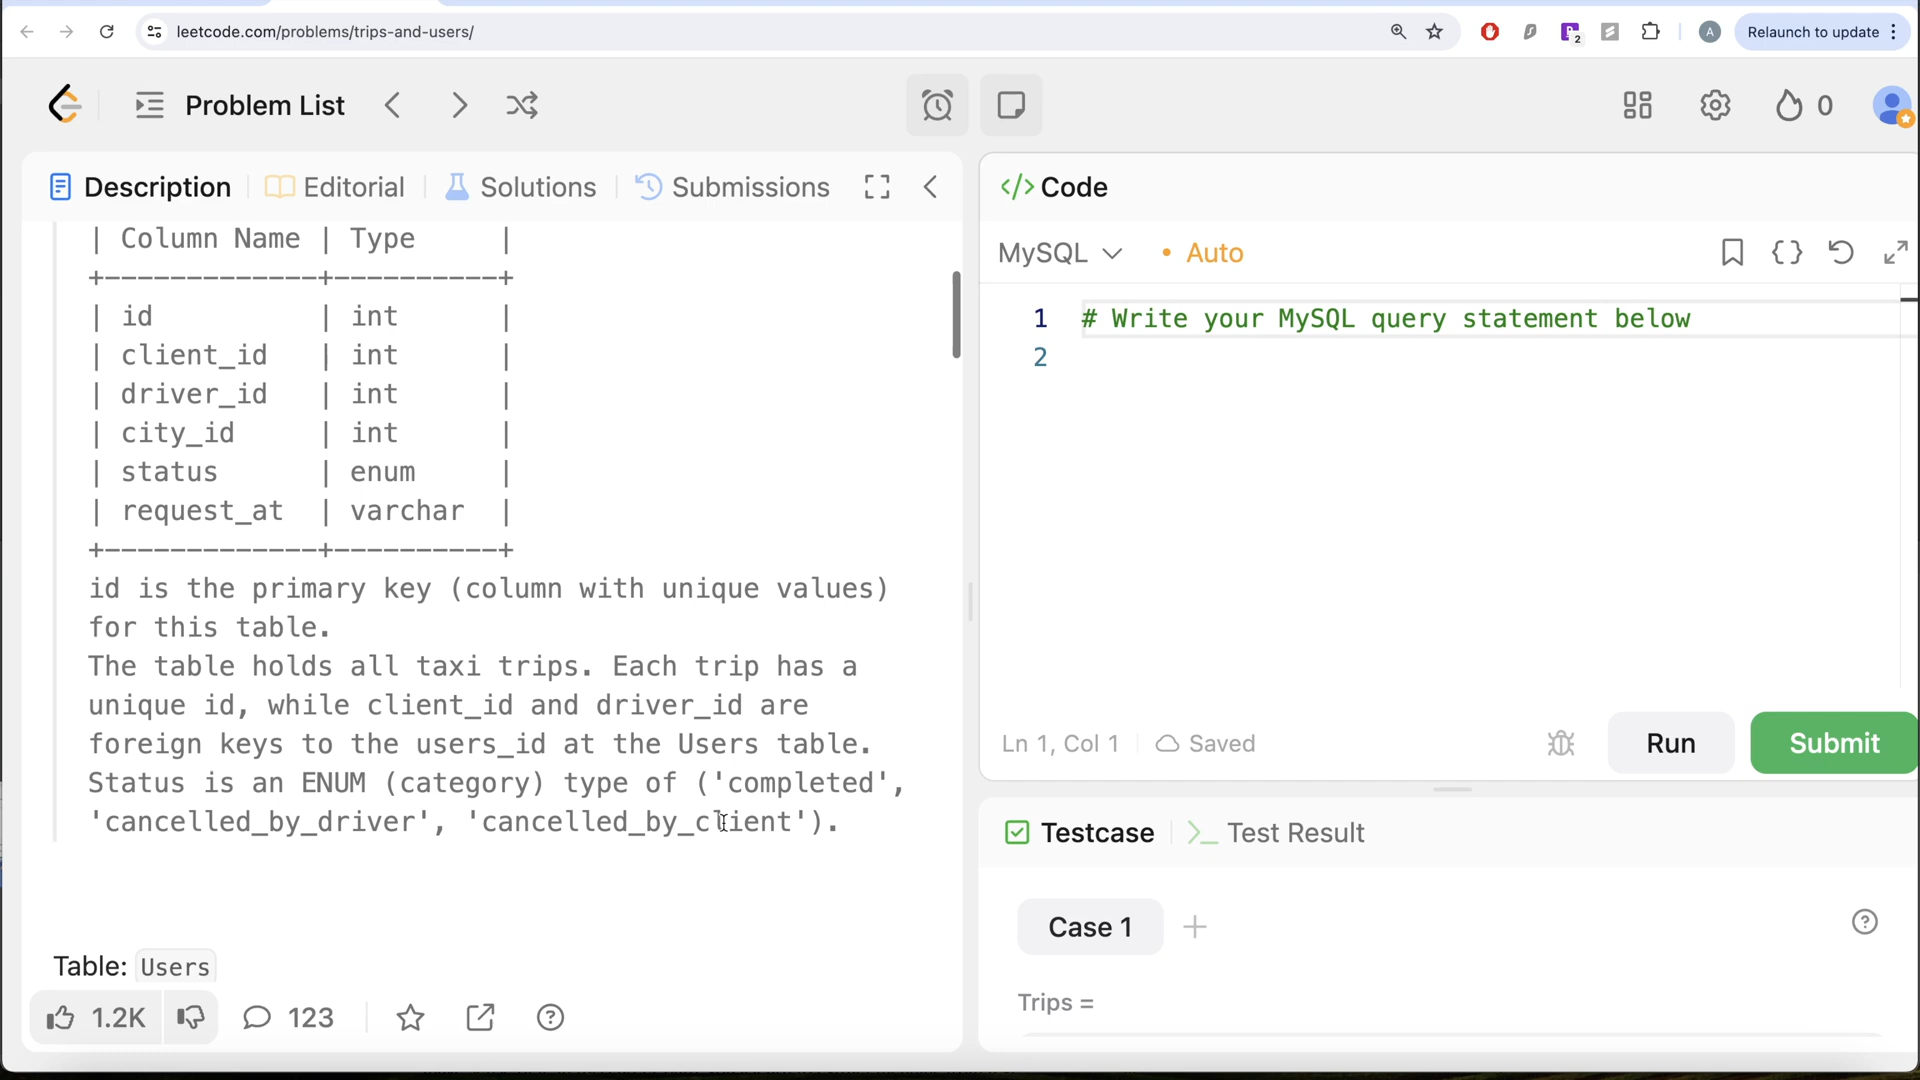 leetcode.com/problems/trips-and-users/
2
A
Relaunch to update
Problem List
0
Description
Editorial
Solutions
Submissions
| Column Name | Type |
+-------------+----------+
| id | int |
| client_id | int |
| driver_id | int |
| city_id | int |
| status | enum |
| request_at | varchar |
+-------------+----------+
id is the primary key (column with unique values)
for this table.
The table holds all taxi trips. Each trip has a
unique id, while client_id and driver_id are
foreign keys to the users_id at the Users table.
Status is an ENUM (category) type of ('completed',
'cancelled_by_driver', 'cancelled_by_client').
Table: Users
1.2K
123
</> Code
MySQL
• Auto
{}
1 # Write your MySQL query statement below
2
Ln 1, Col 1
Saved
Run
Submit
Testcase
>_ Test Result
Case 1
+
Trips =